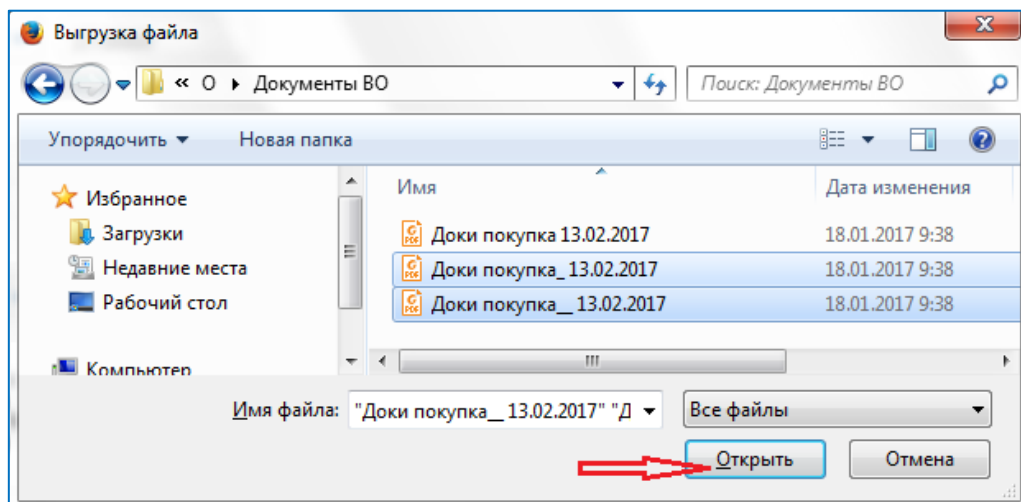 Выгрузка файла
« О ▸ Документы ВО Поиск: Документы ВО
Упорядочить Новая папка
Избранное
Загрузки
Недавние места
Рабочий стол
Компьютер
Имя Дата изменения
Доки покупка 13.02.2017 18.01.2017 9:38
Доки покупка_ 13.02.2017 18.01.2017 9:38
Доки покупка__ 13.02.2017 18.01.2017 9:38
Имя файла: "Доки покупка__ 13.02.2017" "Д Все файлы
Открыть Отмена